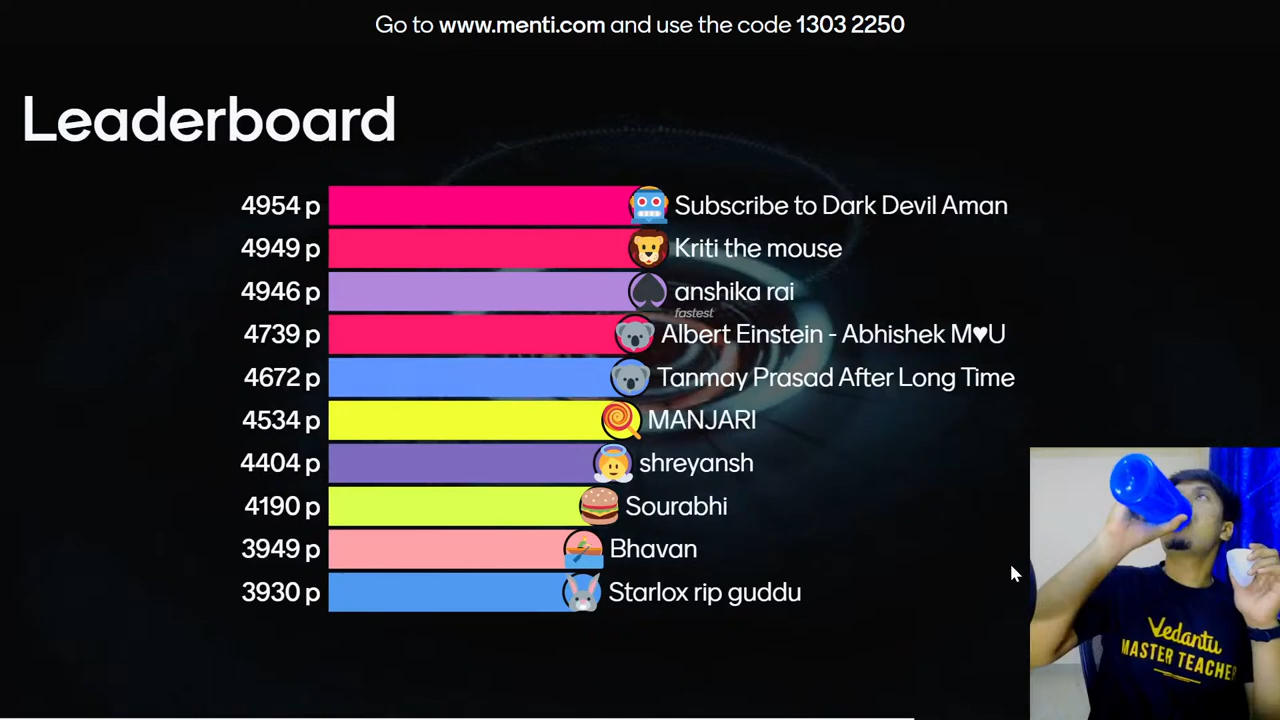 Go to www.menti.com and use the code 1303 2250
Leaderboard
4954 p Subscribe to Dark Devil Aman
4949 p Kriti the mouse
4946 p anshika rai
fastest
4739 p Albert Einstein - Abhishek M♥U
4672 p Tanmay Prasad After Long Time
4534 p MANJARI
4404 p shreyansh
4190 p Sourabhi
3949 p Bhavan
3930 p Starlox rip guddu
Vedantu
MASTER TEACHER